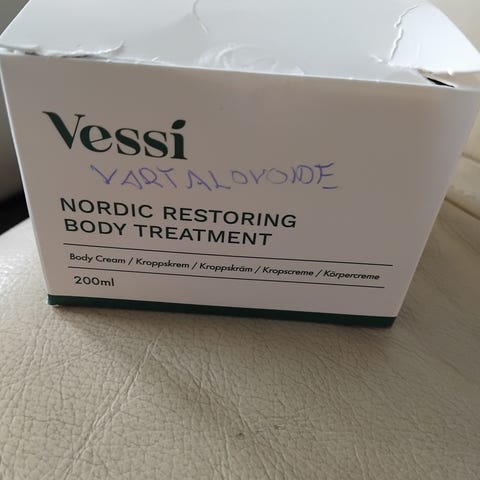 Vessi
VARTALOVOIDE
NORDIC RESTORING
BODY TREATMENT
Body Cream / Kroppskrem / Kroppskräm / Kropscreme / Körpercreme
200ml